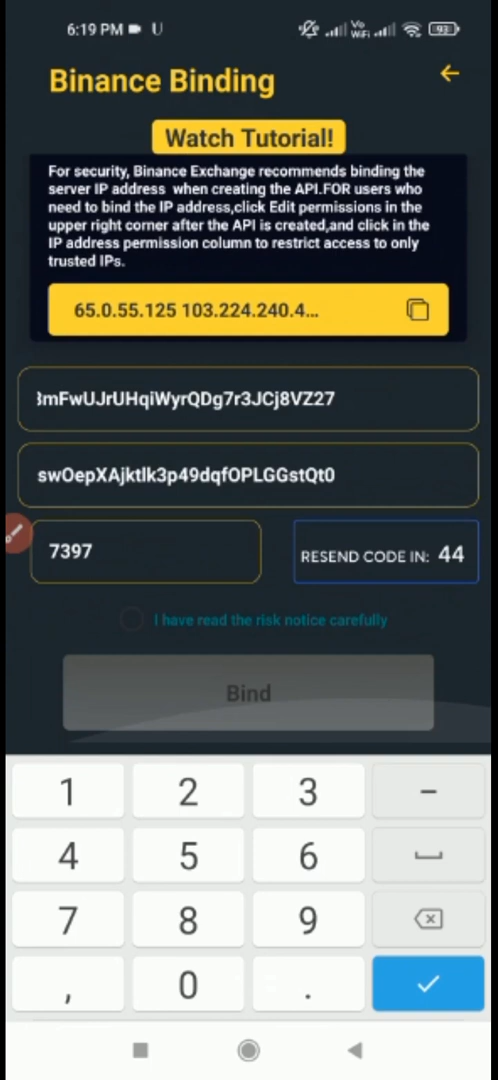 6:19 PM U Vo WiFi 93
Binance Binding
Watch Tutorial!
For security, Binance Exchange recommends binding the
server IP address when creating the API.FOR users who
need to bind the IP address,click Edit permissions in the
upper right corner after the API is created,and click in the
IP address permission column to restrict access to only
trusted IPs.
65.0.55.125 103.224.240.4...
3mFwUJrUHqiWyrQDg7r3JCj8VZ27
swOepXAjktlk3p49dqfOPLGGstQt0
7397 RESEND CODE IN: 44
I have read the risk notice carefully
Bind
1 2 3 -
4 5 6
7 8 9
, 0 .